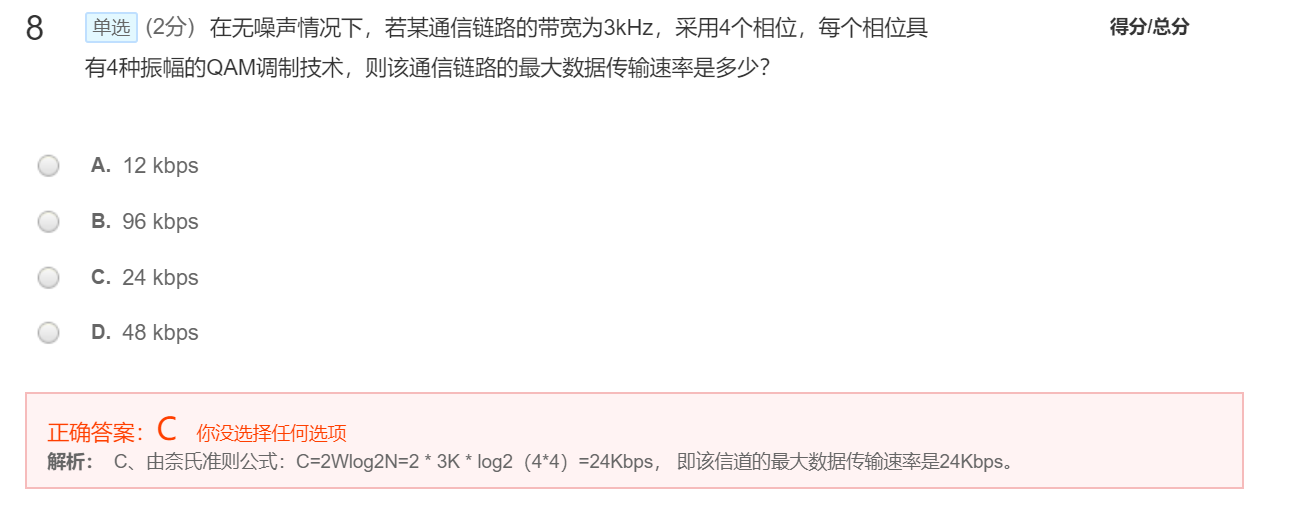 8 单选 (2分) 在无噪声情况下，若某通信链路的带宽为3kHz，采用4个相位，每个相位具 得分/总分
有4种振幅的QAM调制技术，则该通信链路的最大数据传输速率是多少？
A. 12 kbps
B. 96 kbps
C. 24 kbps
D. 48 kbps
正确答案：C 你没选择任何选项
解析： C、由奈氏准则公式：C=2Wlog2N=2 * 3K * log2（4*4）=24Kbps， 即该信道的最大数据传输速率是24Kbps。